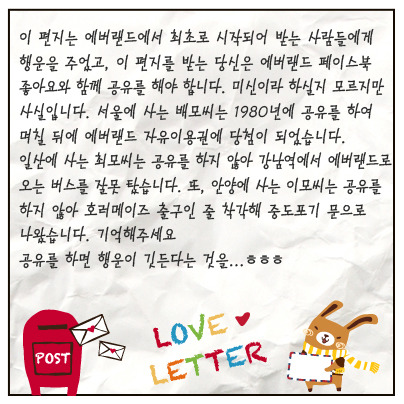 이 편지는 에버랜드에서 최초로 시작되어 받는 사람들에게
행운을 주었고, 이 편지를 받는 당신은 에버랜드 페이스북
좋아요와 함께 공유를 해야 합니다. 미신이라 하실지 모르지만
사실입니다. 서울에 사는 배모씨는 1980년에 공유를 하여
며칠 뒤에 에버랜드 자유이용권에 당첨이 되었습니다.
일산에 사는 최모씨는 공유를 하지 않아 강남역에서 에버랜드로
오는 버스를 잘못 탔습니다. 또, 안양에 사는 이모씨는 공유를
하지 않아 호러메이즈 출구인 줄 착각해 중도포기 문으로
나왔습니다. 기억해주세요
공유를 하면 행운이 깃든다는 것을...ㅎㅎㅎ
POST
LOVE
LETTER